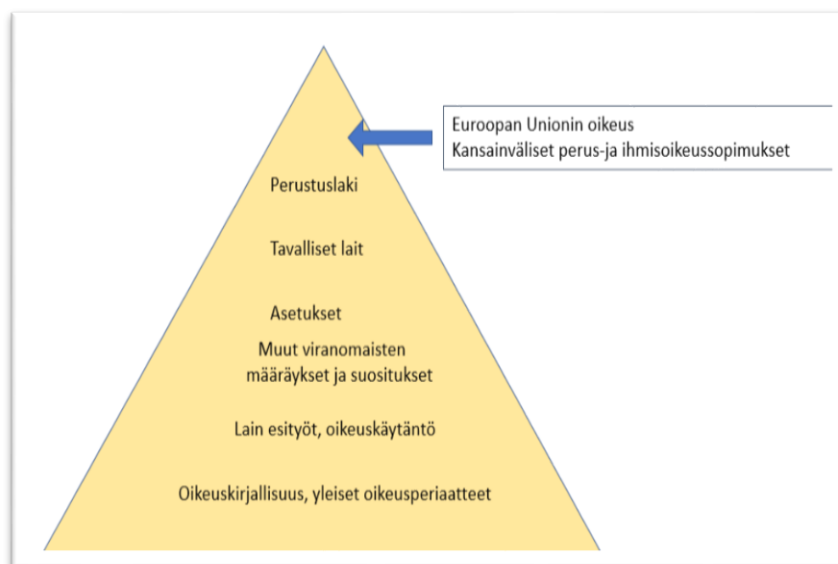 Euroopan Unionin oikeus
Kansainväliset perus-ja ihmisoikeussopimukset
Perustuslaki
Tavalliset lait
Asetukset
Muut viranomaisten
määräykset ja suositukset
Lain esityöt, oikeuskäytäntö
Oikeuskirjallisuus, yleiset oikeusperiaatteet